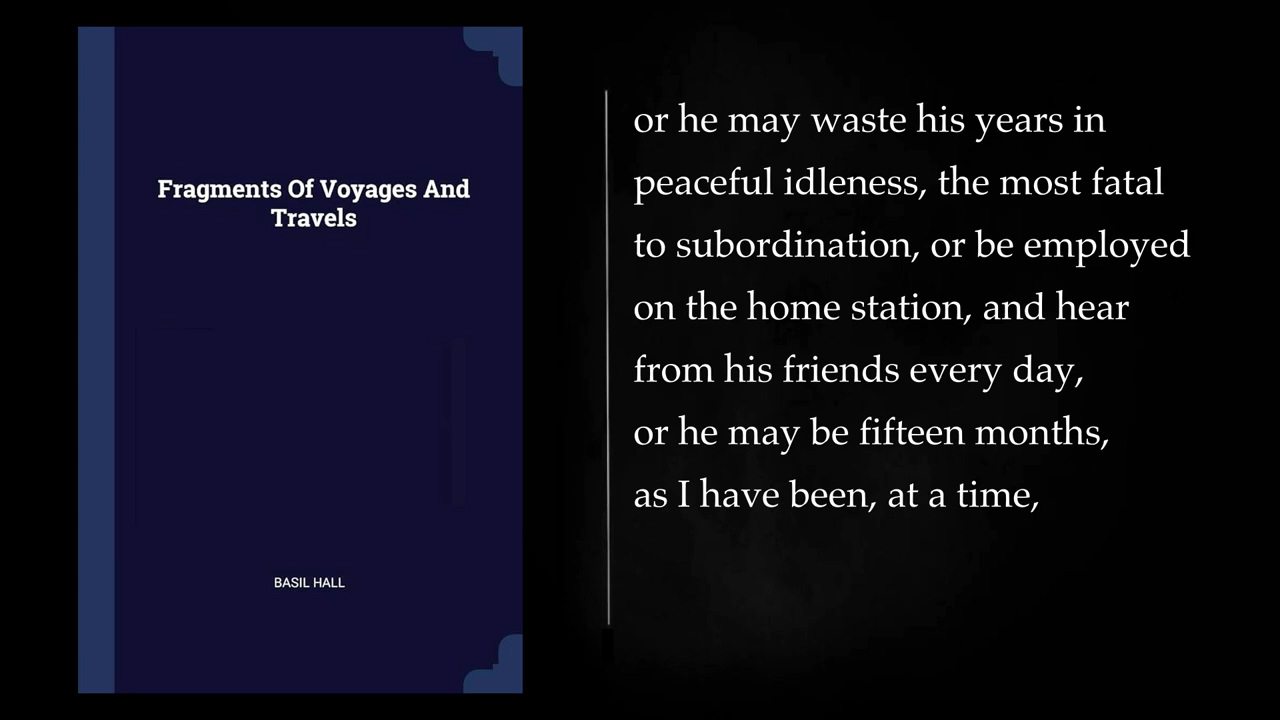 Fragments Of Voyages And
Travels
BASIL HALL
or he may waste his years in
peaceful idleness, the most fatal
to subordination, or be employed
on the home station, and hear
from his friends every day,
or he may be fifteen months,
as I have been, at a time,